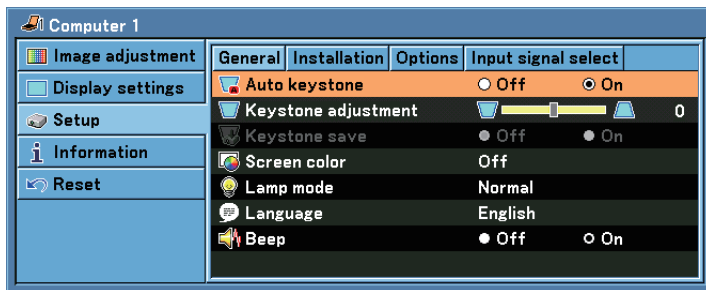 Computer 1
Image adjustment
Display settings
Setup
Information
Reset
General Installation Options Input signal select
Auto keystone Off On
Keystone adjustment 0
Keystone save Off On
Screen color Off
Lamp mode Normal
Language English
Beep Off On